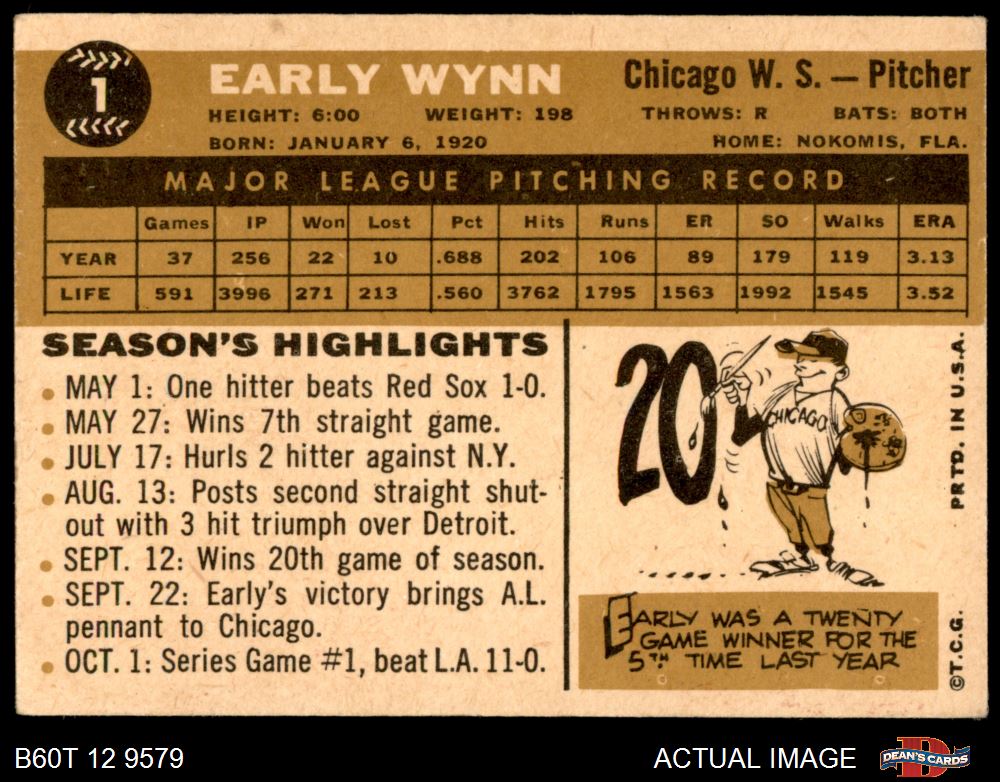 1
EARLY WYNN
Chicago W. S. — Pitcher
HEIGHT: 6:00 WEIGHT: 198 THROWS: R BATS: BOTH
BORN: JANUARY 6, 1920 HOME: NOKOMIS, FLA.
MAJOR LEAGUE PITCHING RECORD
Games IP Won Lost Pct Hits Runs ER SO Walks ERA
YEAR 37 256 22 10 .688 202 106 89 179 119 3.13
LIFE 591 3996 271 213 .560 3762 1795 1563 1992 1545 3.52
SEASON'S HIGHLIGHTS
• MAY 1: One hitter beats Red Sox 1-0.
• MAY 27: Wins 7th straight game.
• JULY 17: Hurls 2 hitter against N.Y.
• AUG. 13: Posts second straight shut-
out with 3 hit triumph over Detroit.
• SEPT. 12: Wins 20th game of season.
• SEPT. 22: Early's victory brings A.L.
pennant to Chicago.
• OCT. 1: Series Game #1, beat L.A. 11-0.
20
CHICAGO
EARLY WAS A TWENTY
GAME WINNER FOR THE
5TH TIME LAST YEAR
©T.C.G. PRTD. IN U.S.A.
B60T 12 9579
ACTUAL IMAGE
D
DEAN'S CARDS